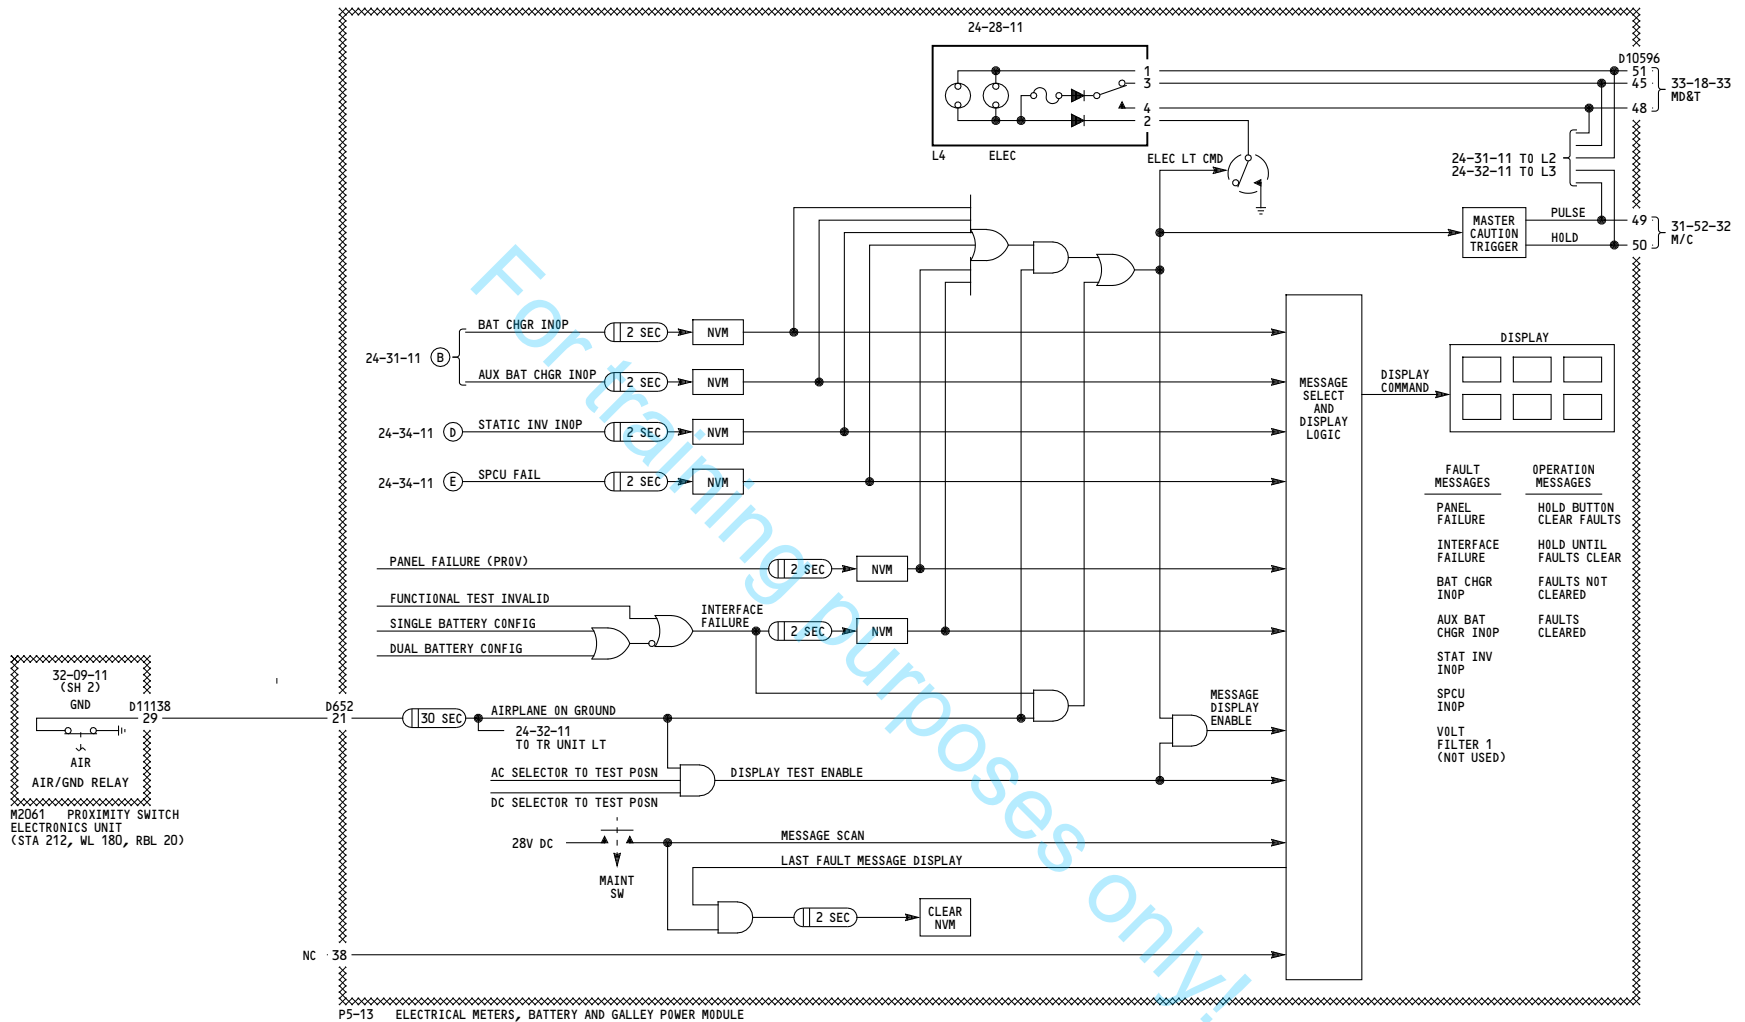 24-28-11
D10596
1
51
3
45
33-18-33
MD&T
4
48
2
L4
ELEC
ELEC LT CMD
24-31-11 TO L2
24-32-11 TO L3
MASTER
CAUTION
TRIGGER
PULSE
HOLD
49
50
31-52-32
M/C
24-31-11
B
BAT CHGR INOP
2 SEC
NVM
AUX BAT CHGR INOP
2 SEC
NVM
24-34-11
D
STATIC INV INOP
2 SEC
NVM
24-34-11
E
SPCU FAIL
2 SEC
NVM
MESSAGE
SELECT
AND
DISPLAY
LOGIC
DISPLAY
COMMAND
DISPLAY
FAULT
MESSAGES
PANEL
FAILURE
INTERFACE
FAILURE
BAT CHGR
INOP
AUX BAT
CHGR INOP
STAT INV
INOP
SPCU
INOP
VOLT
FILTER 1
(NOT USED)
OPERATION
MESSAGES
HOLD BUTTON
CLEAR FAULTS
HOLD UNTIL
FAULTS CLEAR
FAULTS NOT
CLEARED
FAULTS
CLEARED
PANEL FAILURE (PROV)
2 SEC
NVM
FUNCTIONAL TEST INVALID
SINGLE BATTERY CONFIG
DUAL BATTERY CONFIG
INTERFACE
FAILURE
2 SEC
NVM
32-09-11
(SH 2)
GND
D11138
29
AIR
AIR/GND RELAY
M2061 PROXIMITY SWITCH
ELECTRONICS UNIT
(STA 212, WL 180, RBL 20)
D652
21
30 SEC
AIRPLANE ON GROUND
24-32-11
TO TR UNIT LT
MESSAGE
DISPLAY
ENABLE
AC SELECTOR TO TEST POSN
DC SELECTOR TO TEST POSN
DISPLAY TEST ENABLE
28V DC
MAINT
SW
MESSAGE SCAN
LAST FAULT MESSAGE DISPLAY
2 SEC
CLEAR
NVM
NC
38
P5-13 ELECTRICAL METERS, BATTERY AND GALLEY POWER MODULE
For training purposes only!